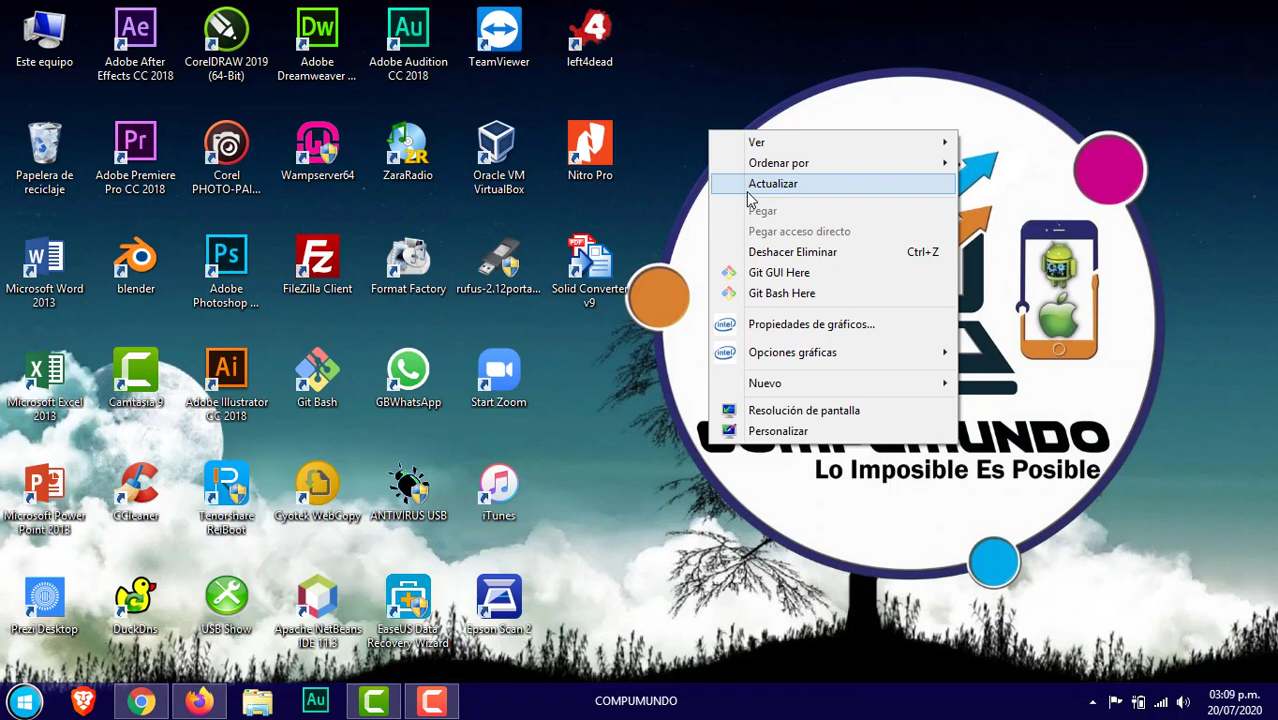 Este equipo
Adobe After
Effects CC 2018
CorelDRAW 2019
(64-Bit)
Adobe
Dreamweaver ...
Adobe Audition
CC 2018
TeamViewer
left4dead
Papelera de
reciclaje
Adobe Premiere
Pro CC 2018
Corel
PHOTO-PAI...
Wampserver64
ZaraRadio
Oracle VM
VirtualBox
Nitro Pro
Microsoft Word
2013
blender
Adobe
Photoshop ...
FileZilla Client
Format Factory
rufus-2.12porta...
Solid Converter
v9
Microsoft Excel
2013
Camtasia 9
Adobe Illustrator
CC 2018
Git Bash
GBWhatsApp
Start Zoom
Microsoft Power
Point 2013
CCleaner
Tenorshare
ReiBoot
Cyotek WebCopy
ANTIVIRUS USB
iTunes
Prezi Desktop
DuckDns
USB Show
Apache NetBeans
IDE 11.3
EaseUS Data
Recovery Wizard
Epson Scan 2
Ver
Ordenar por
Actualizar
Pegar
Pegar acceso directo
Deshacer Eliminar Ctrl+Z
Git GUI Here
Git Bash Here
Propiedades de gráficos...
Opciones gráficas
Nuevo
Resolución de pantalla
Personalizar
COMPUMUNDO
Lo Imposible Es Posible
COMPUMUNDO
03:09 p.m.
20/07/2020